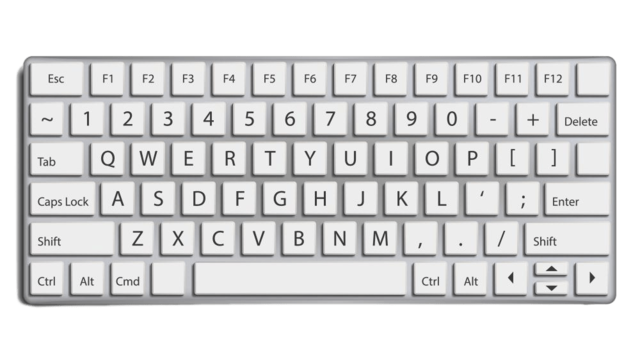 Esc F1 F2 F3 F4 F5 F6 F7 F8 F9 F10 F11 F12
~ 1 2 3 4 5 6 7 8 9 0 - + Delete
Tab Q W E R T Y U I O P [ ]
Caps Lock A S D F G H J K L ‘ ; Enter
Shift Z X C V B N M , . / Shift
Ctrl Alt Cmd Ctrl Alt